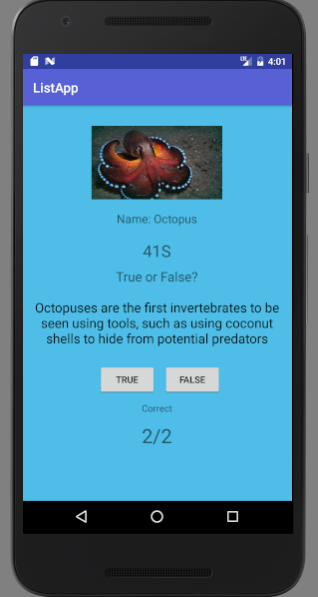 4:01
ListApp
Name: Octopus
41S
True or False?
Octopuses are the first invertebrates to be
seen using tools, such as using coconut
shells to hide from potential predators
TRUE FALSE
Correct
2/2